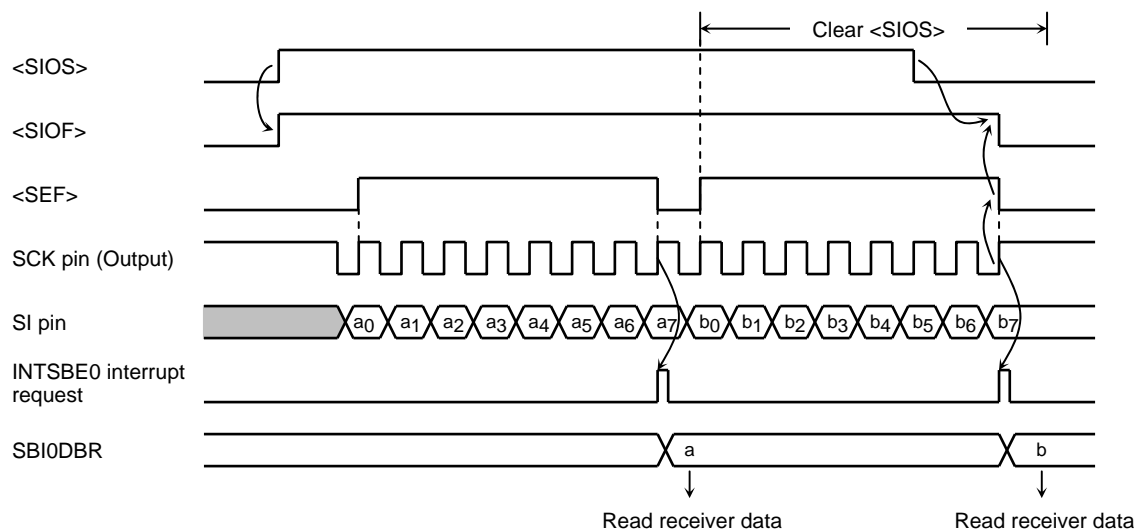 Clear <SIOS>
<SIOS>
<SIOF>
<SEF>
SCK pin (Output)
SI pin
a0 a1 a2 a3 a4 a5 a6 a7 b0 b1 b2 b3 b4 b5 b6 b7
INTSBE0 interrupt
request
SBI0DBR
a b
Read receiver data Read receiver data